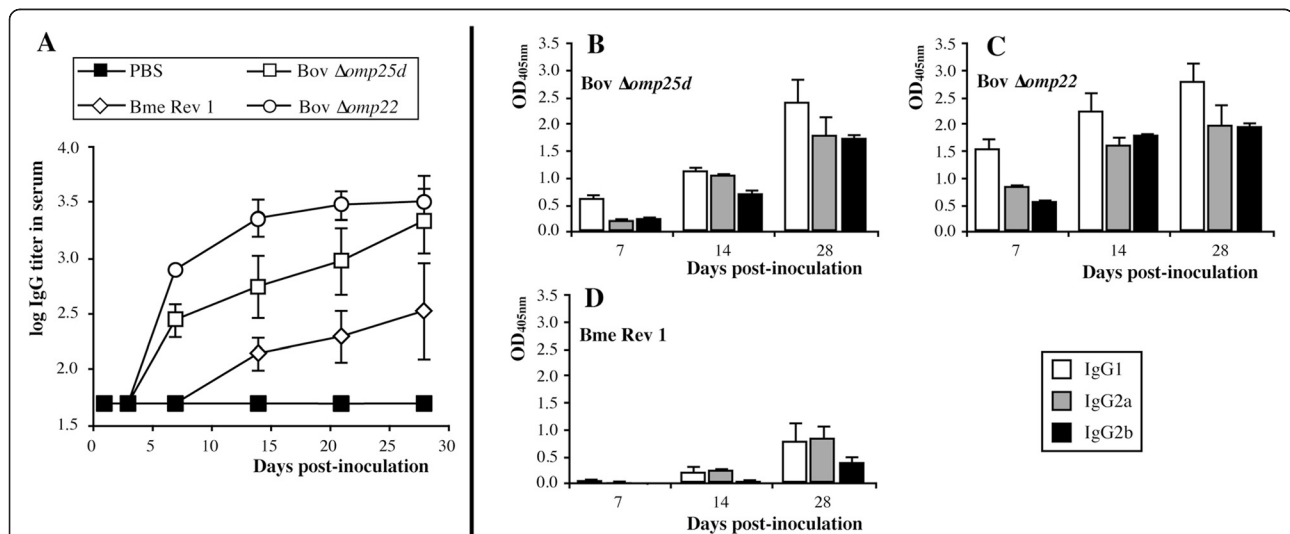 A
PBS
Bov Δomp25d
Bme Rev 1
Bov Δomp22
log IgG titer in serum
4.0
3.5
3.0
2.5
2.0
1.5
0 5 10 15 20 25 30
Days post-inoculation
B
OD405nm
Bov Δomp25d
3.5
3.0
2.5
2.0
1.5
1.0
0.5
0.0
7 14 28
Days post-inoculation
C
OD405nm
Bov Δomp22
3.5
3.0
2.5
2.0
1.5
1.0
0.5
0.0
7 14 28
Days post-inoculation
D
OD405nm
Bme Rev 1
3.5
3.0
2.5
2.0
1.5
1.0
0.5
0.0
7 14 28
Days post-inoculation
IgG1
IgG2a
IgG2b